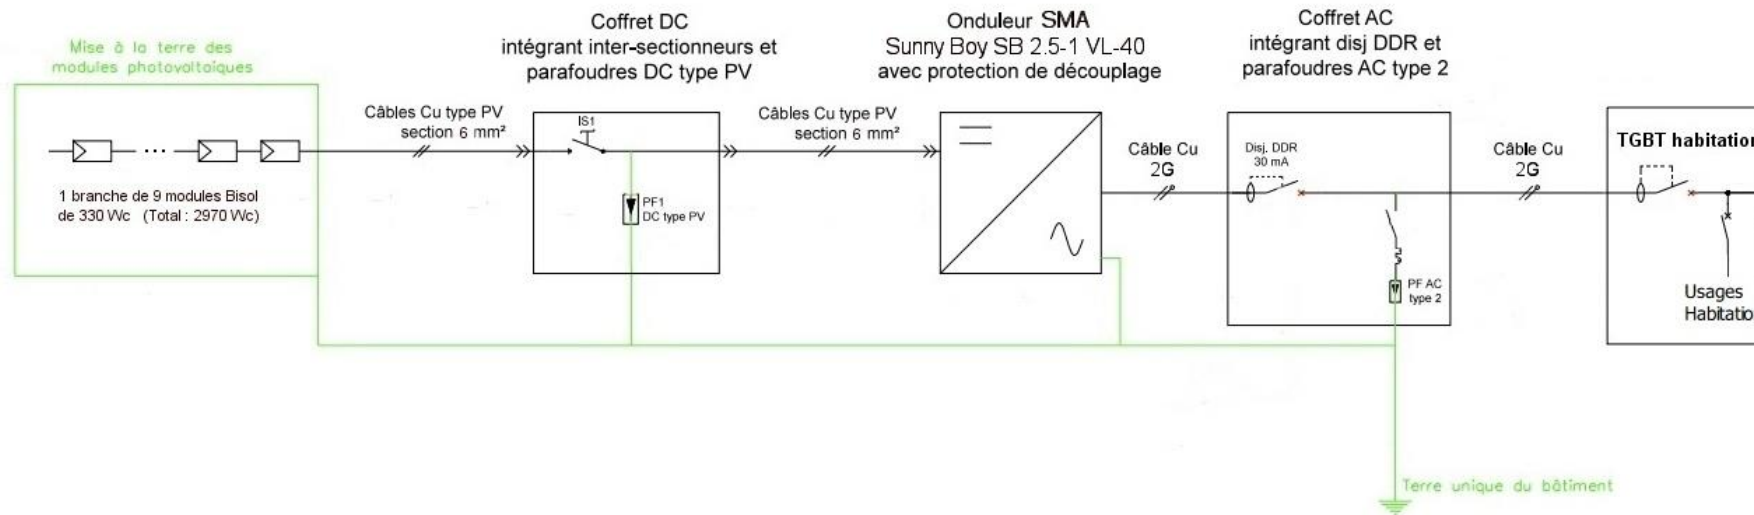 Mise à la terre des
modules photovoltaïques
1 branche de 9 modules Bisol
de 330 Wc (Total : 2970 Wc)
Câbles Cu type PV
section 6 mm²
Coffret DC
intégrant inter-sectionneurs et
parafoudres DC type PV
IS1
PF1
DC type PV
Câbles Cu type PV
section 6 mm²
Onduleur SMA
Sunny Boy SB 2.5-1 VL-40
avec protection de découplage
Câble Cu
2G
Coffret AC
intégrant disj DDR et
parafoudres AC type 2
Disj. DDR
30 mA
PF AC
type 2
Câble Cu
2G
TGBT habitation
Usages
Habitatio
Terre unique du bâtiment